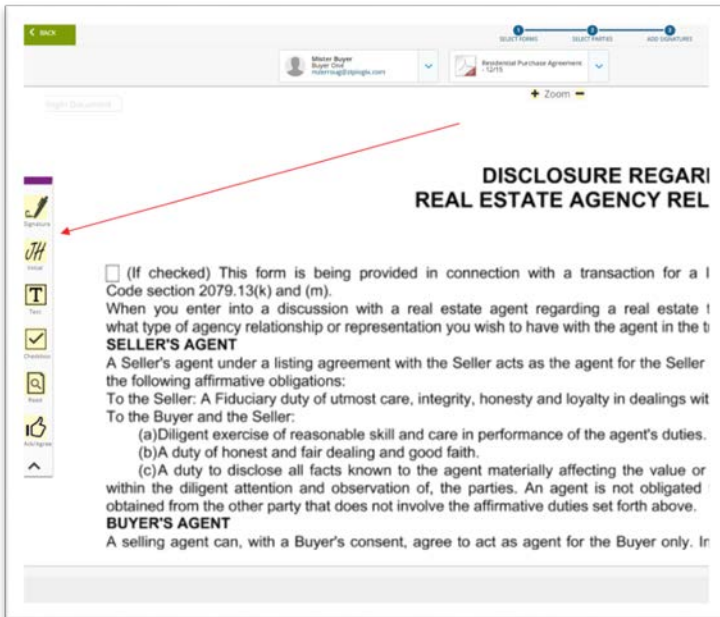 BACK
1 2 3
SELECT FORMS SELECT PARTIES ADD SIGNATURES
Mister Buyer
Buyer One
Residential Purchase Agreement
- 12/15
+ Zoom −
Document
DISCLOSURE REGARI
REAL ESTATE AGENCY REL
Signature
JH
Initial
T
Text
Checkbox
Read
Ack/Agree
(If checked) This form is being provided in connection with a transaction for a l
Code section 2079.13(k) and (m).
When you enter into a discussion with a real estate agent regarding a real estate t
what type of agency relationship or representation you wish to have with the agent in the t
SELLER'S AGENT
A Seller's agent under a listing agreement with the Seller acts as the agent for the Seller
the following affirmative obligations:
To the Seller: A Fiduciary duty of utmost care, integrity, honesty and loyalty in dealings wit
To the Buyer and the Seller:
(a)Diligent exercise of reasonable skill and care in performance of the agent's duties.
(b)A duty of honest and fair dealing and good faith.
(c)A duty to disclose all facts known to the agent materially affecting the value or
within the diligent attention and observation of, the parties. An agent is not obligated
obtained from the other party that does not involve the affirmative duties set forth above.
BUYER'S AGENT
A selling agent can, with a Buyer's consent, agree to act as agent for the Buyer only. In